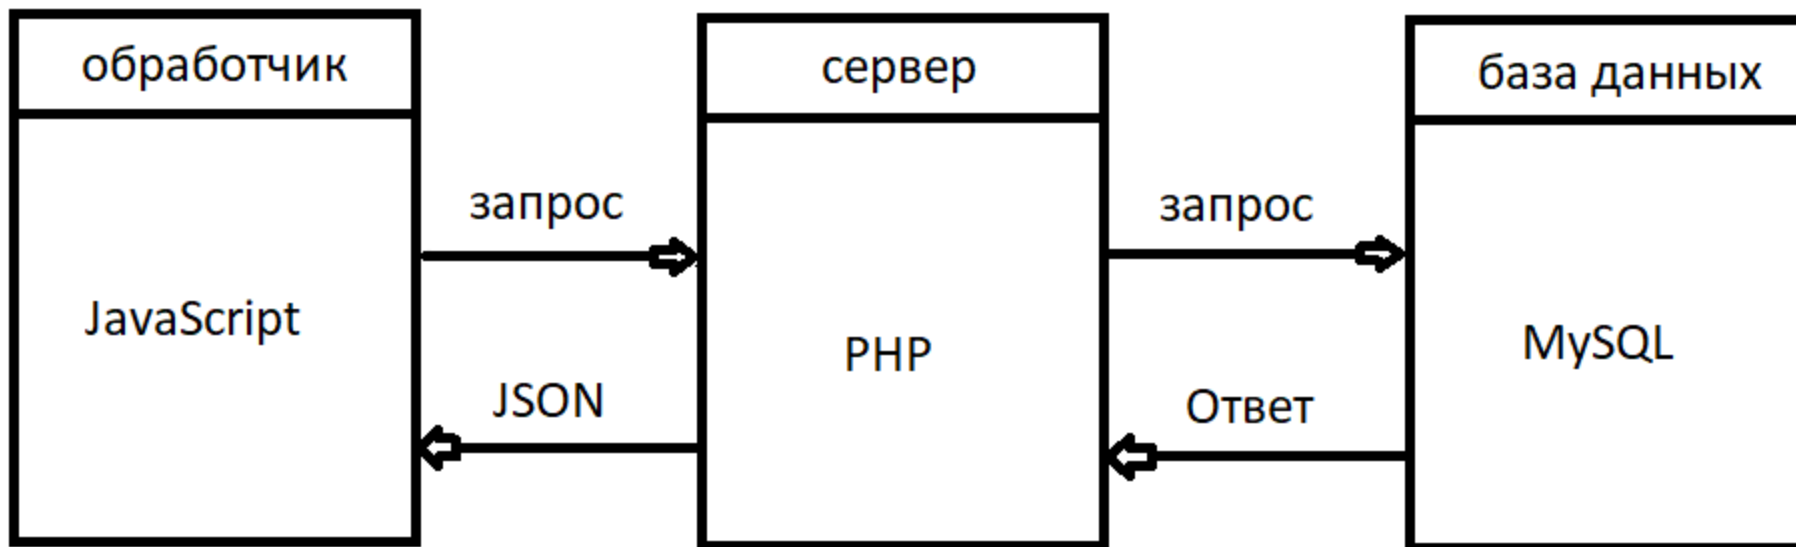 обработчик
сервер
база данных
запрос
запрос
JavaScript
PHP
MySQL
JSON
Ответ